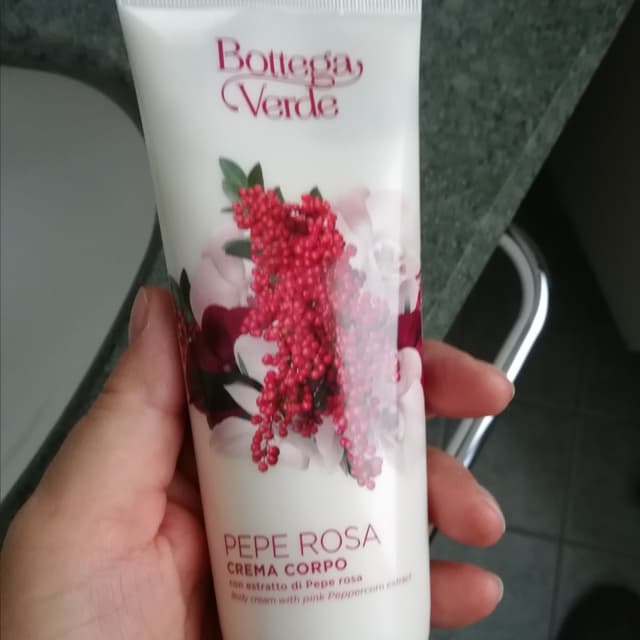 Bottega
Verde
PEPE ROSA
CREMA CORPO
con estratto di Pepe rosa
body cream with pink Peppercorn extract